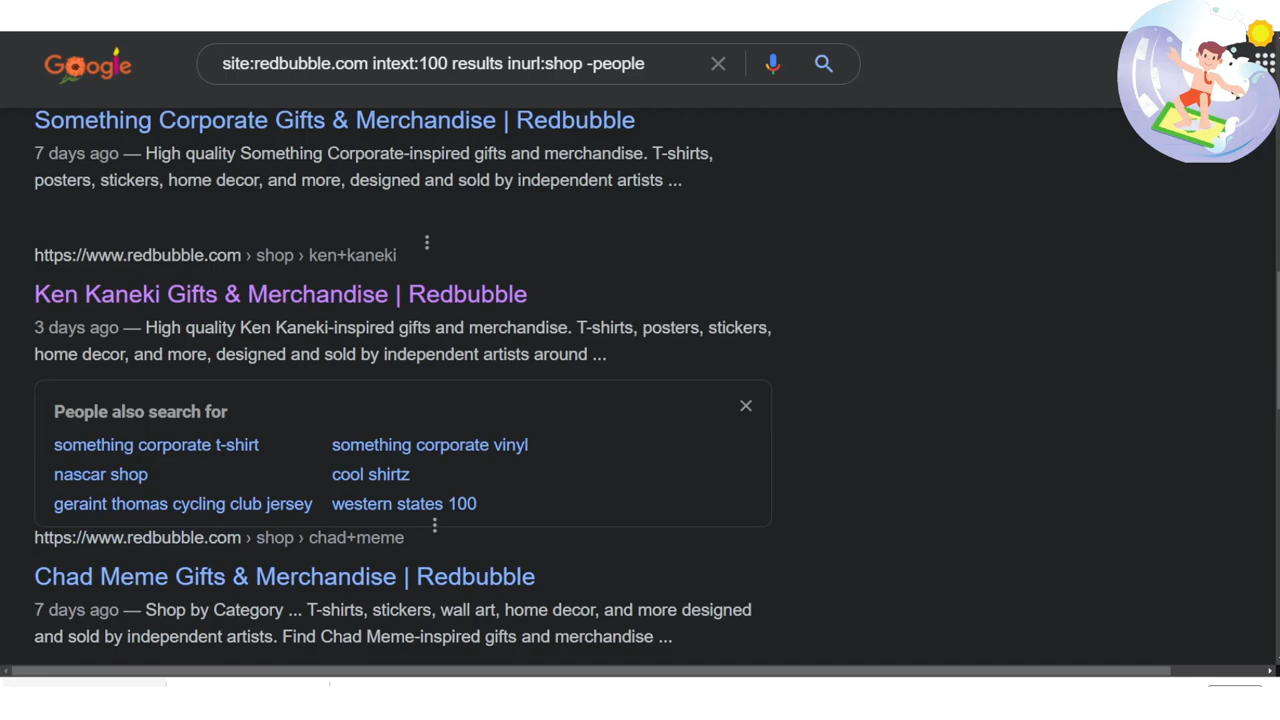 Google
site:redbubble.com intext:100 results inurl:shop -people
Something Corporate Gifts & Merchandise | Redbubble
7 days ago — High quality Something Corporate-inspired gifts and merchandise. T-shirts,
posters, stickers, home decor, and more, designed and sold by independent artists ...
https://www.redbubble.com › shop › ken+kaneki
Ken Kaneki Gifts & Merchandise | Redbubble
3 days ago — High quality Ken Kaneki-inspired gifts and merchandise. T-shirts, posters, stickers,
home decor, and more, designed and sold by independent artists around ...
People also search for
something corporate t-shirt something corporate vinyl
nascar shop cool shirtz
geraint thomas cycling club jersey western states 100
https://www.redbubble.com › shop › chad+meme
Chad Meme Gifts & Merchandise | Redbubble
7 days ago — Shop by Category ... T-shirts, stickers, wall art, home decor, and more designed
and sold by independent artists. Find Chad Meme-inspired gifts and merchandise ...